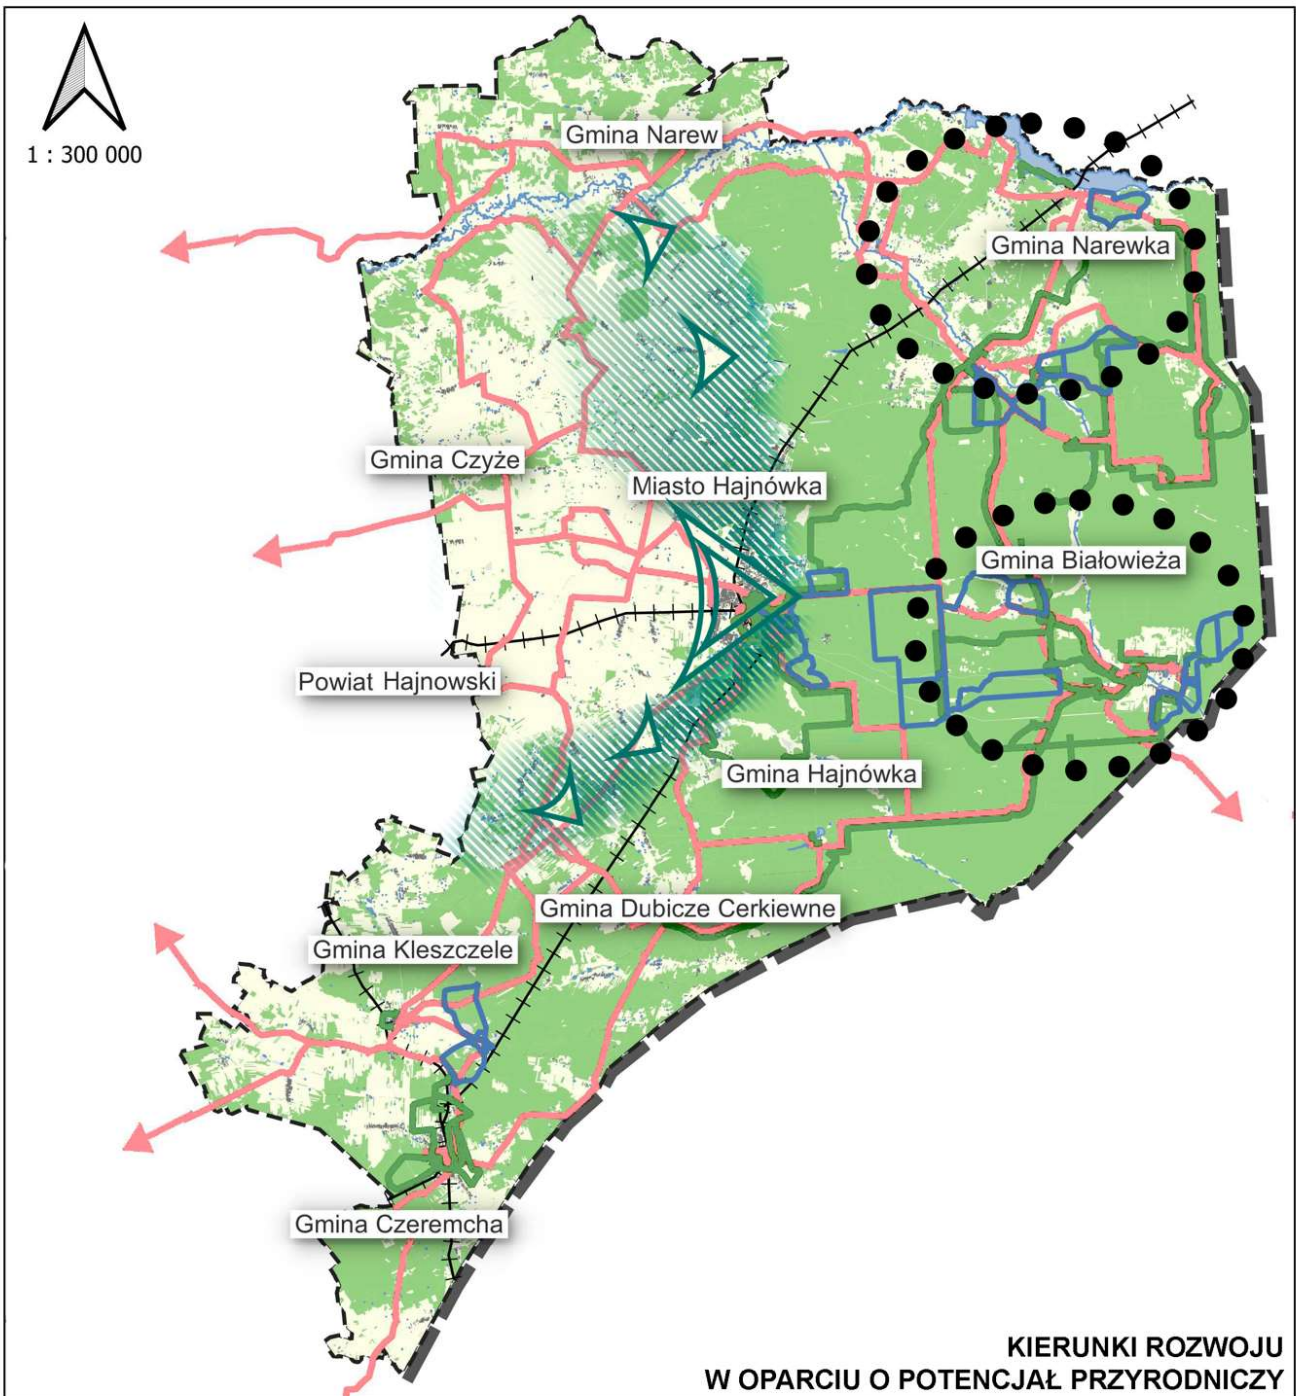 1 : 300 000
Gmina Narew
Gmina Narewka
Gmina Czyże
Miasto Hajnówka
Gmina Białowieża
Powiat Hajnowski
Gmina Hajnówka
Gmina Dubicze Cerkiewne
Gmina Kleszczele
Gmina Czeremcha
KIERUNKI ROZWOJU
W OPARCIU O POTENCJAŁ PRZYRODNICZY